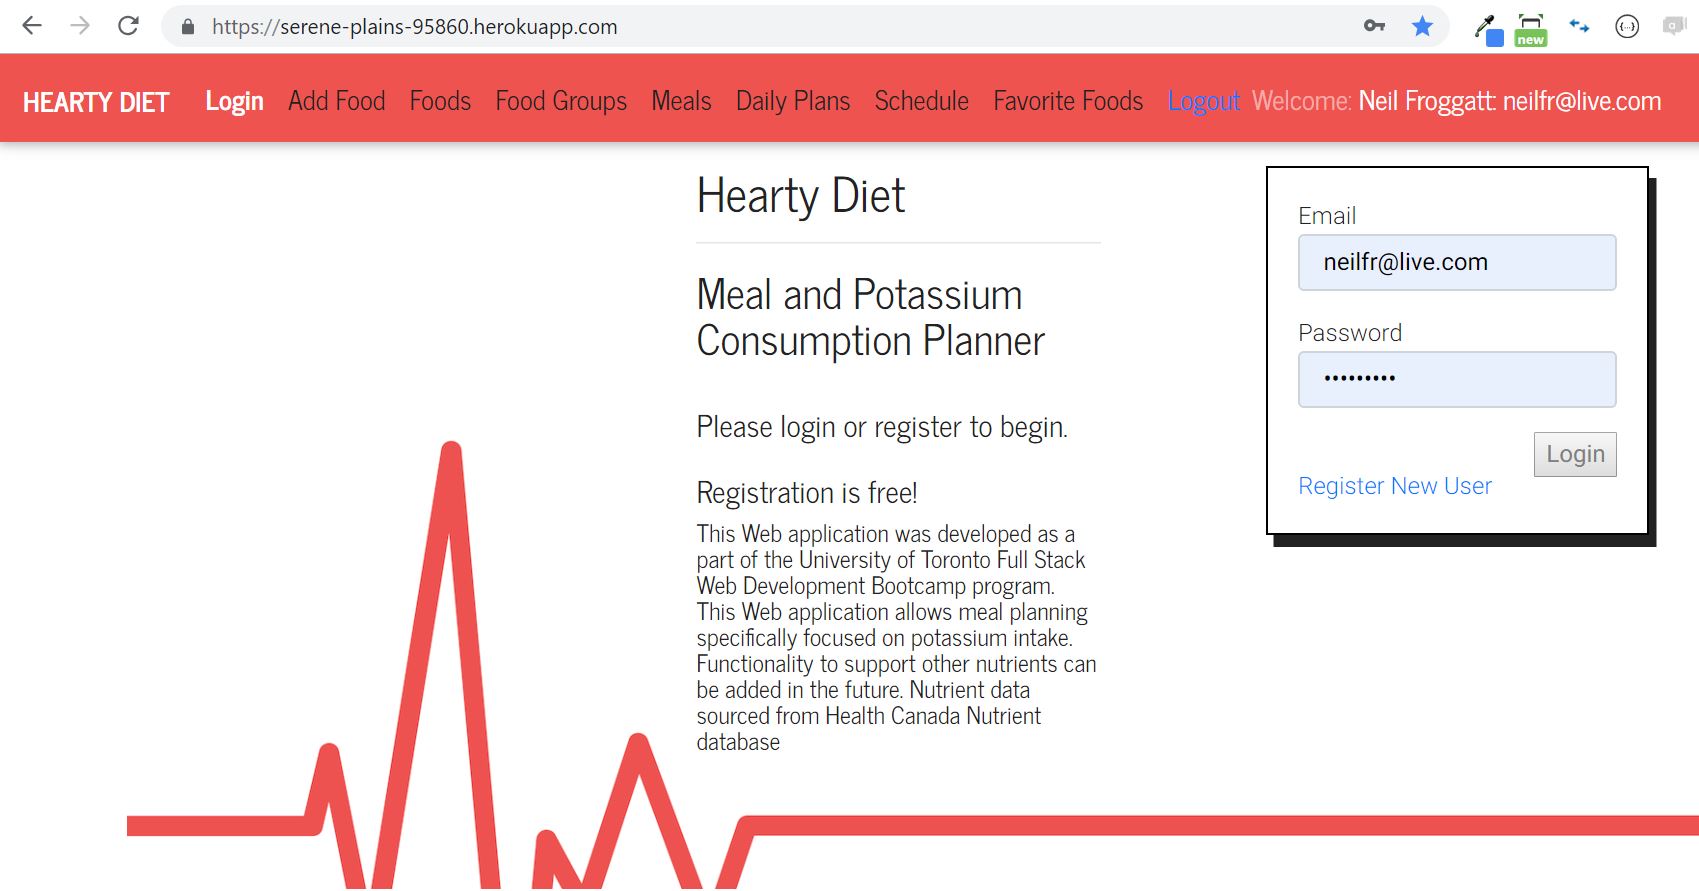 https://serene-plains-95860.herokuapp.com
new
HEARTY DIET Login Add Food Foods Food Groups Meals Daily Plans Schedule Favorite Foods Logout Welcome: Neil Froggatt: neilfr@live.com
Hearty Diet
Meal and Potassium
Consumption Planner
Please login or register to begin.
Registration is free!
This Web application was developed as a
part of the University of Toronto Full Stack
Web Development Bootcamp program.
This Web application allows meal planning
specifically focused on potassium intake.
Functionality to support other nutrients can
be added in the future. Nutrient data
sourced from Health Canada Nutrient
database
Email
neilfr@live.com
Password
•••••••••
Login
Register New User